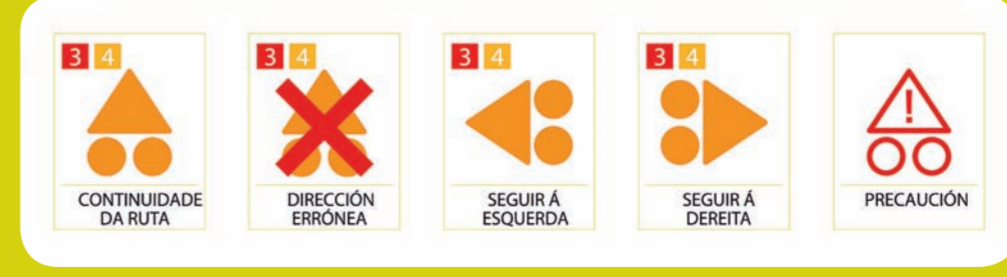 3 4
CONTINUIDADE
DA RUTA
3 4
DIRECCIÓN
ERRÓNEA
3 4
SEGUIR Á
ESQUERDA
3 4
SEGUIR Á
DEREITA
!
PRECAUCIÓN